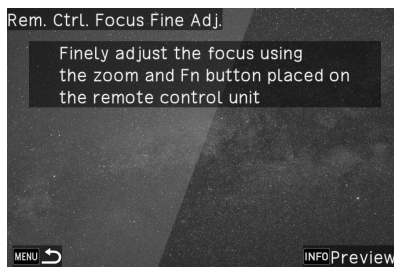 Rem. Ctrl. Focus Fine Adj.
Finely adjust the focus using
the zoom and Fn button placed on
the remote control unit
MENU
INFO Preview